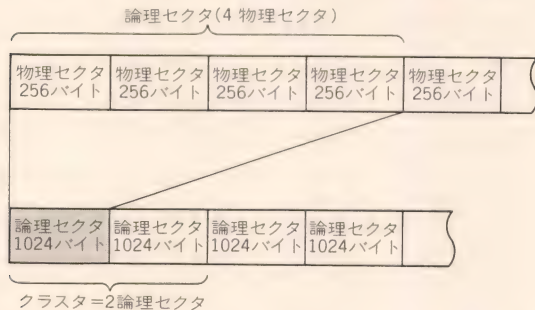 論理セクタ(4 物理セクタ)
物理セクタ 物理セクタ 物理セクタ 物理セクタ 物理セクタ
256バイト 256バイト 256バイト 256バイト 256バイト
論理セクタ 論理セクタ 論理セクタ 論理セクタ
1024バイト 1024バイト 1024バイト 1024バイト
クラスタ=2論理セクタ